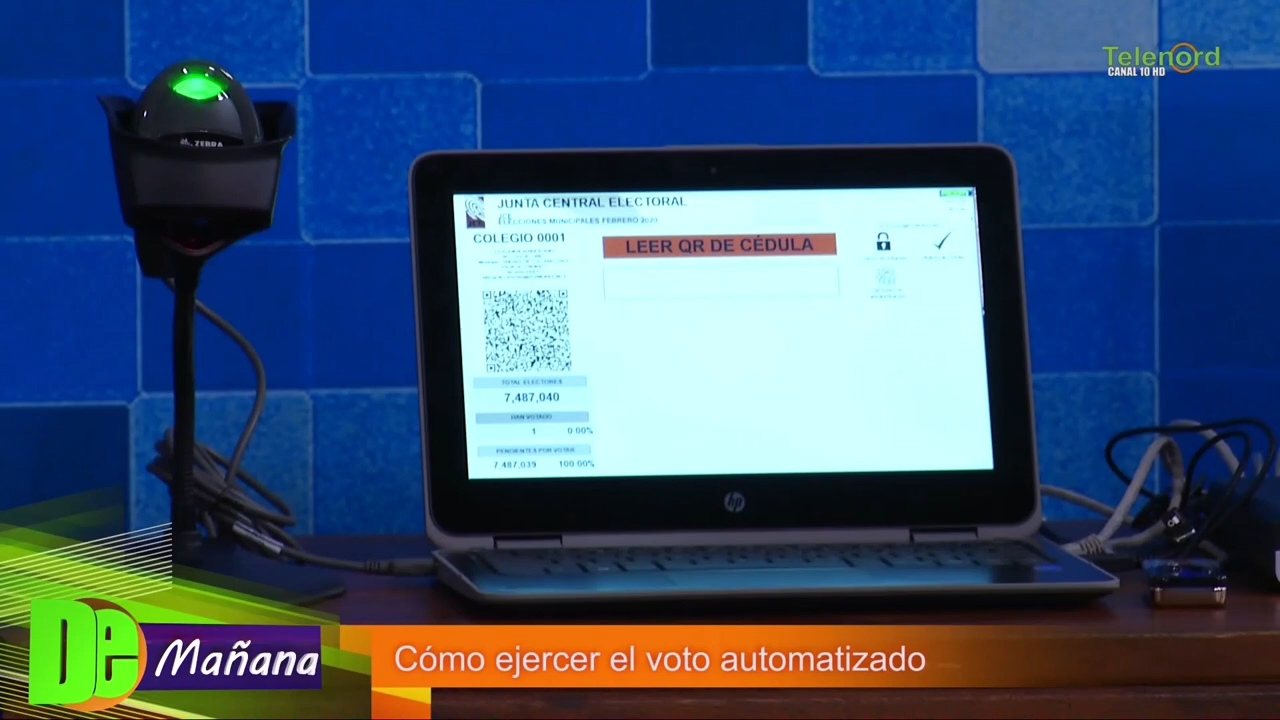 Telenord
CANAL 10 HD
ZEBRA
JUNTA CENTRAL ELECTORAL
ELECCIONES MUNICIPALES FEBRERO 2020
COLEGIO 0001
LEER QR DE CÉDULA
TOTAL ELECTORES
7,487,040
HAN VOTADO
1 0.00%
PENDIENTES POR VOTAR
7,487,039 100.00%
hp
De Mañana
Cómo ejercer el voto automatizado